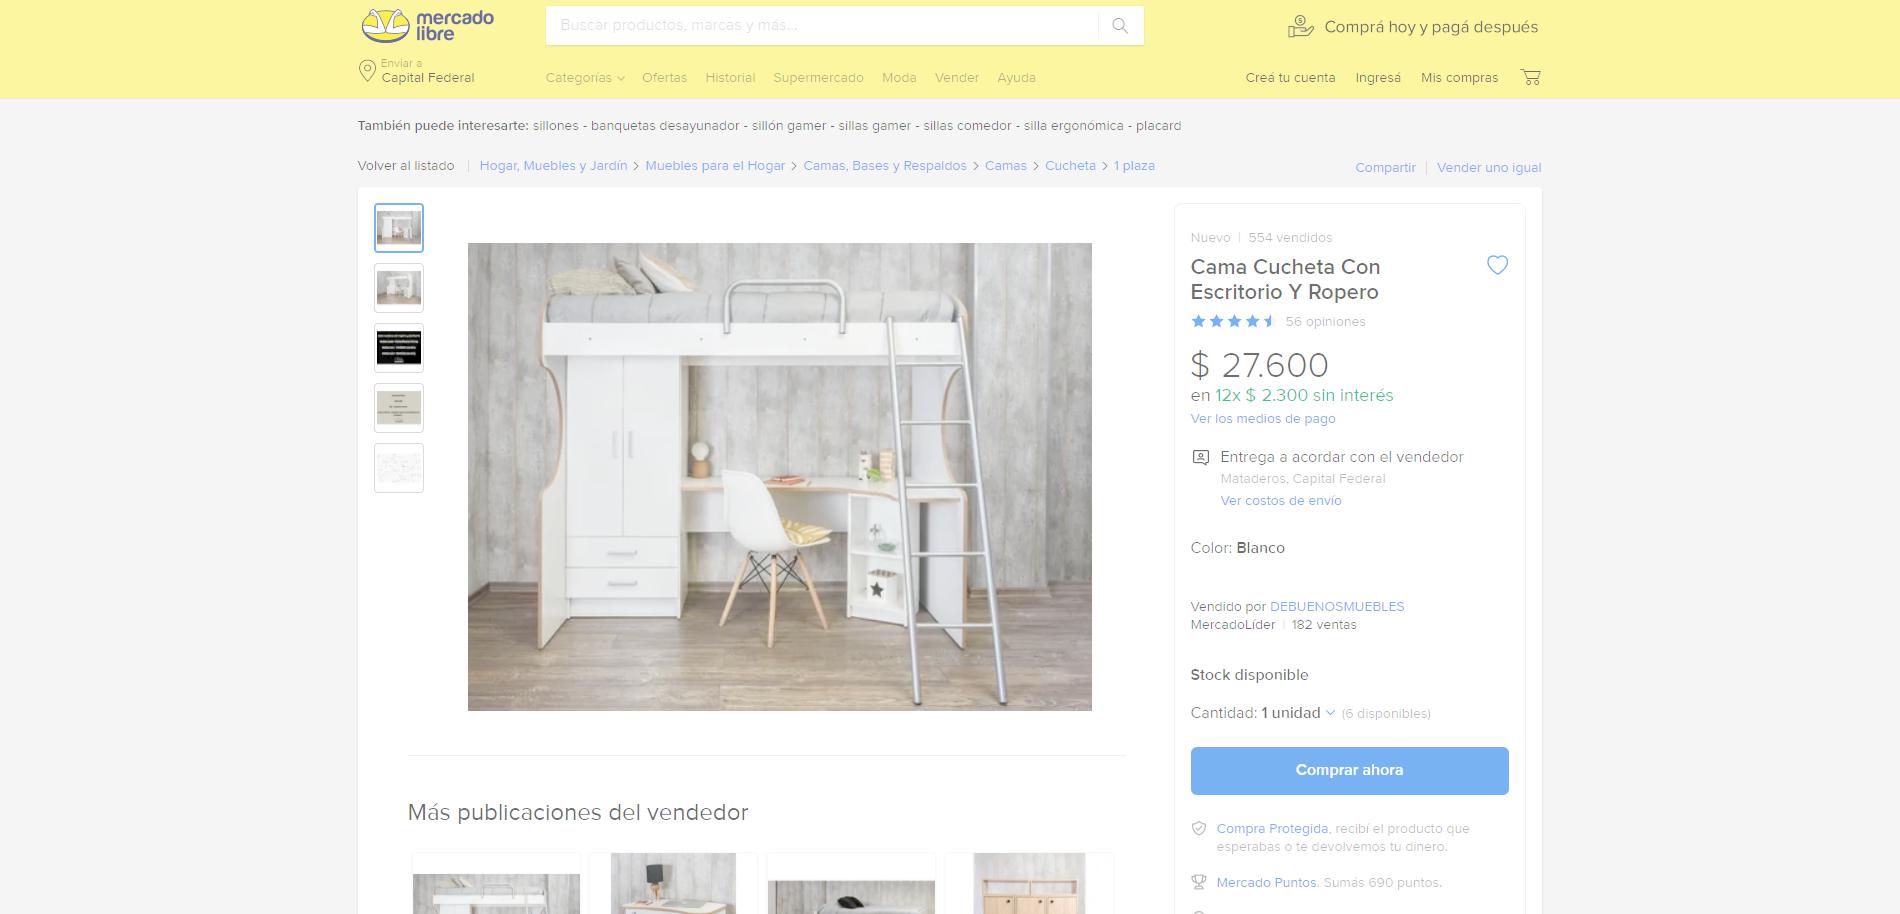 mercado
libre
Buscar productos, marcas y más...
Comprá hoy y pagá después
Enviar a
Capital Federal
Categorías
Ofertas
Historial
Supermercado
Moda
Vender
Ayuda
Creá tu cuenta
Ingresá
Mis compras
También puede interesarte: sillones - banquetas desayunador - sillón gamer - sillas gamer - sillas comedor - silla ergonómica - placard
Volver al listado | Hogar, Muebles y Jardín > Muebles para el Hogar > Camas, Bases y Respaldos > Camas > Cucheta > 1 plaza
Compartir | Vender uno igual
Nuevo | 554 vendidos
Cama Cucheta Con
Escritorio Y Ropero
56 opiniones
$ 27.600
en 12x $ 2.300 sin interés
Ver los medios de pago
Entrega a acordar con el vendedor
Mataderos, Capital Federal
Ver costos de envío
Color: Blanco
Vendido por DEBUENOSMUEBLES
MercadoLíder | 182 ventas
Stock disponible
Cantidad: 1 unidad (6 disponibles)
Comprar ahora
Compra Protegida, recibí el producto que
esperabas o te devolvemos tu dinero.
Mercado Puntos. Sumás 690 puntos.
Más publicaciones del vendedor